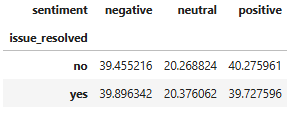 sentiment negative neutral positive
issue_resolved
no 39.455216 20.268824 40.275961
yes 39.896342 20.376062 39.727596